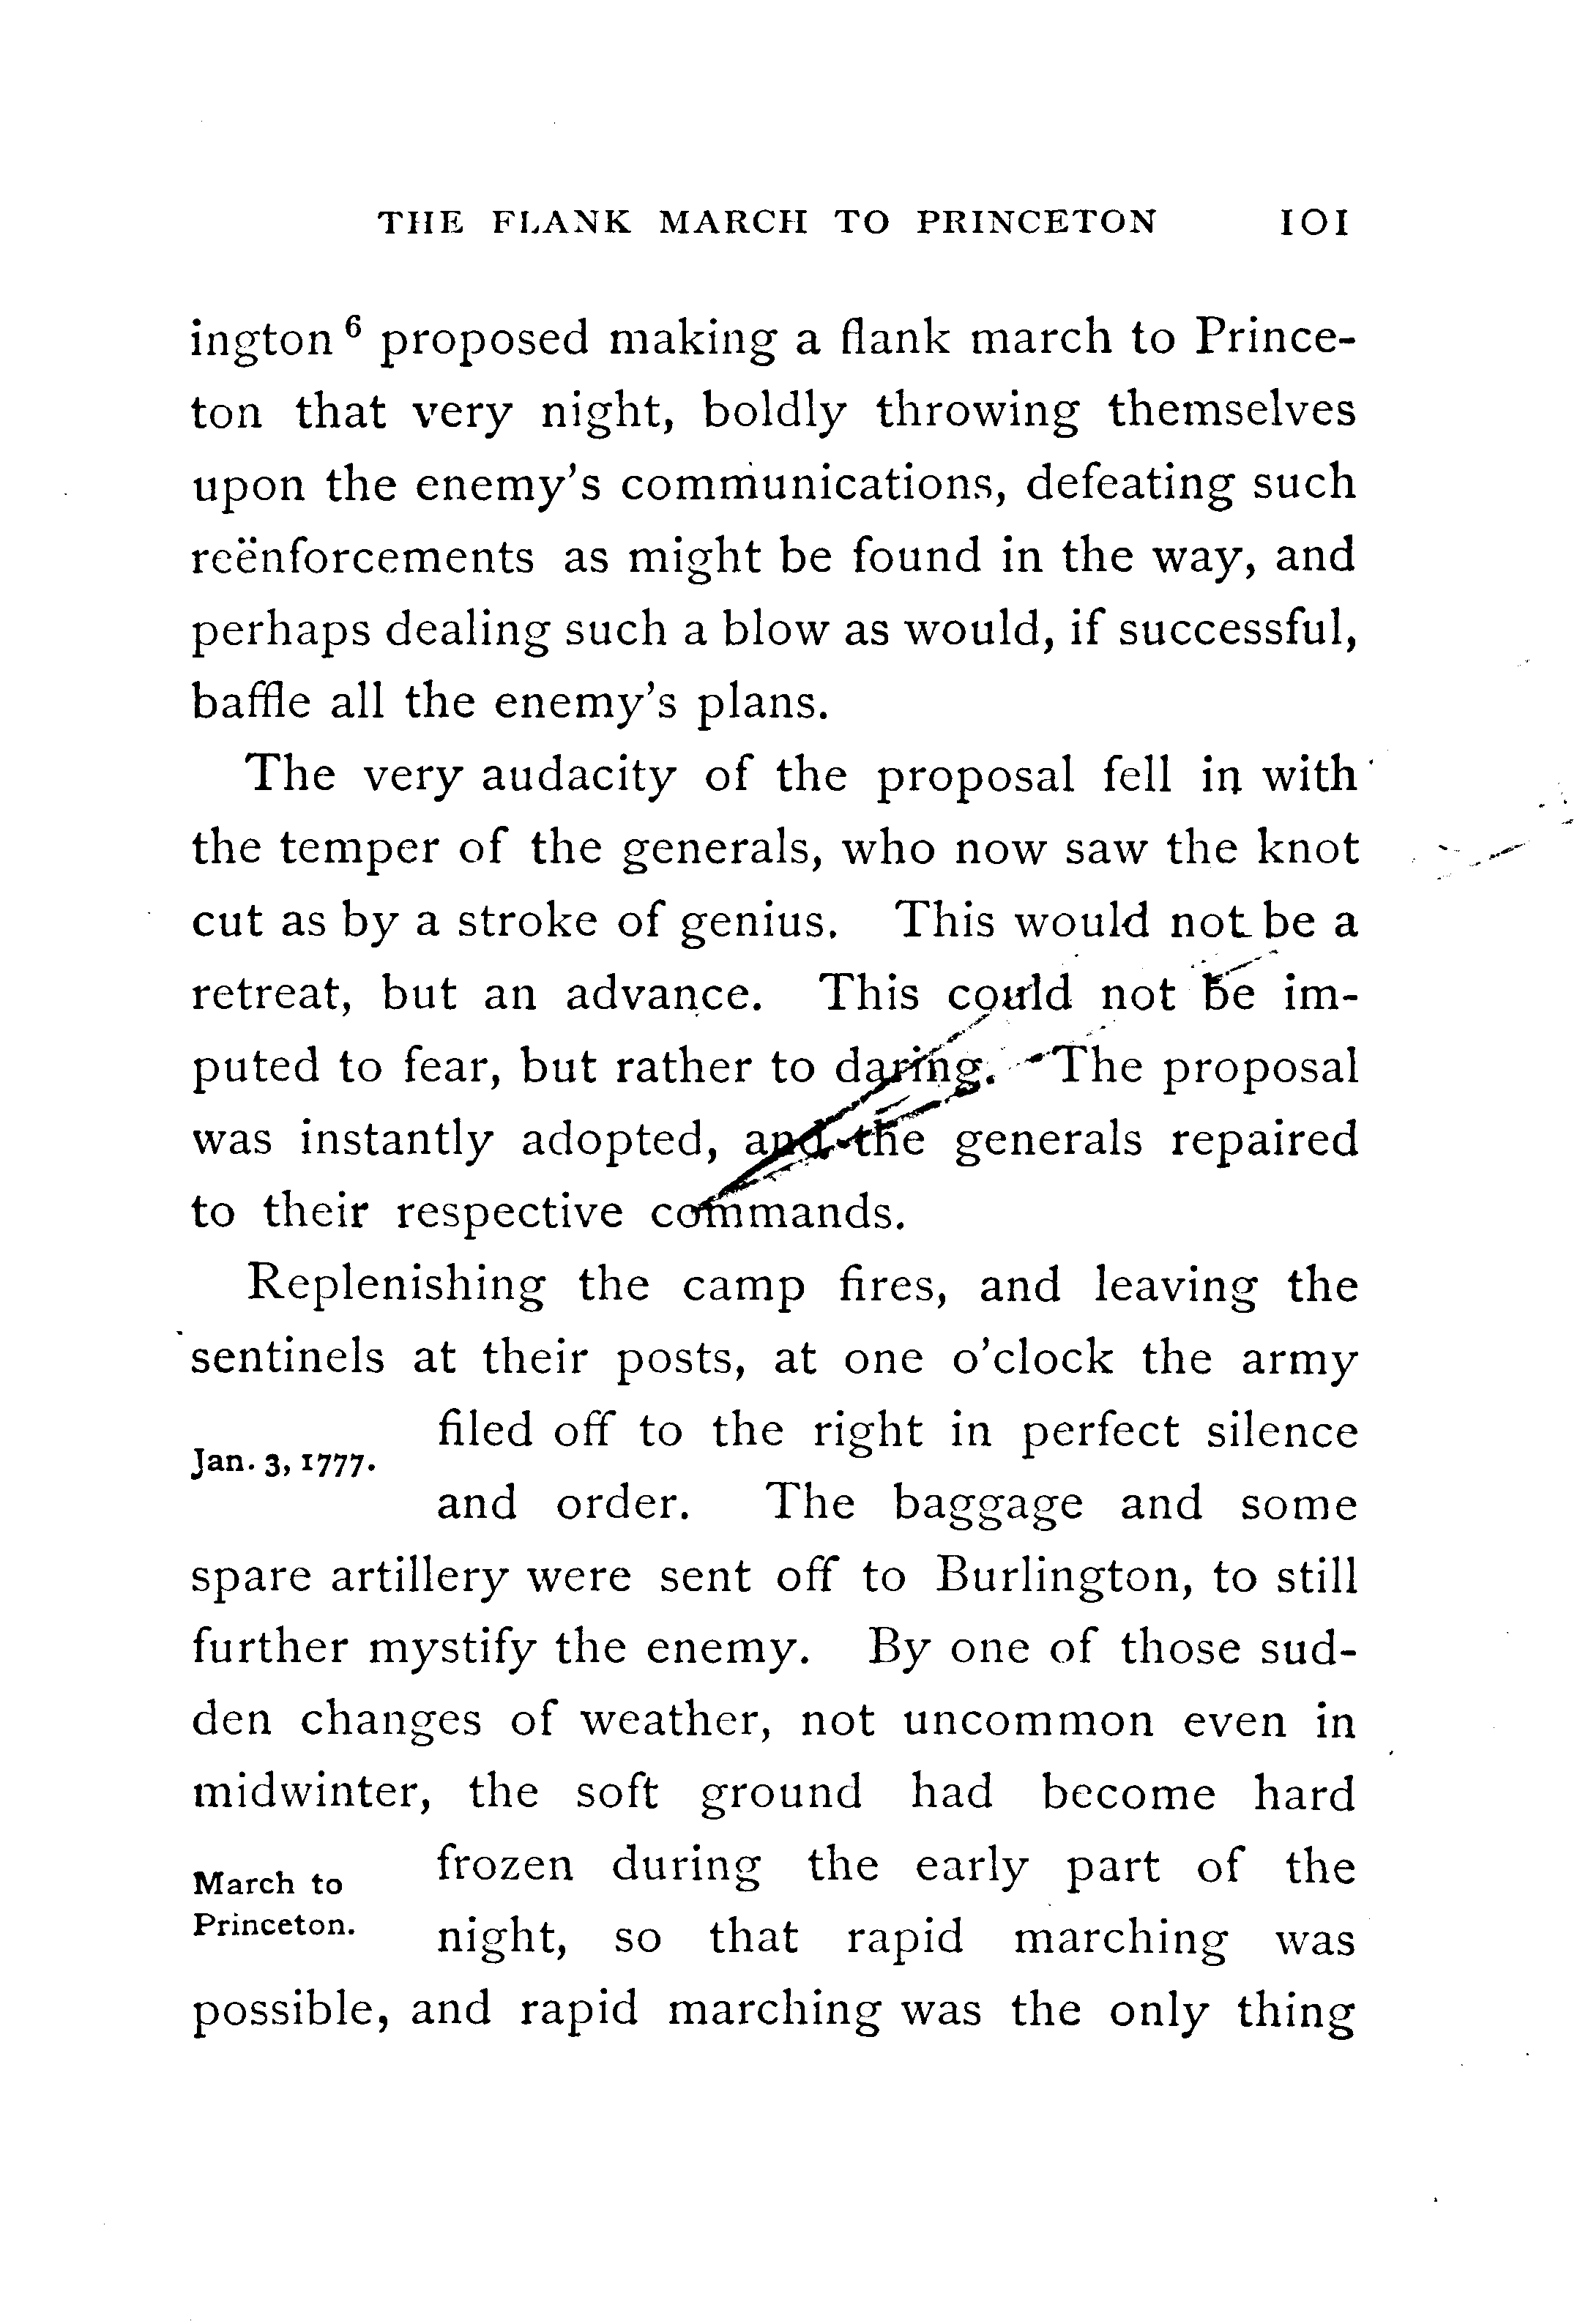 THE FLANK MARCH TO PRINCETON 101
ington 6 proposed making a flank march to Prince-
ton that very night, boldly throwing themselves
upon the enemy's communications, defeating such
reënforcements as might be found in the way, and
perhaps dealing such a blow as would, if successful,
baffle all the enemy's plans.
The very audacity of the proposal fell in with
the temper of the generals, who now saw the knot
cut as by a stroke of genius. This would not be a
retreat, but an advance. This could not be im-
puted to fear, but rather to daring. The proposal
was instantly adopted, and the generals repaired
to their respective commands.
Replenishing the camp fires, and leaving the
sentinels at their posts, at one o'clock the army
filed off to the right in perfect silence
Jan. 3, 1777.
and order. The baggage and some
spare artillery were sent off to Burlington, to still
further mystify the enemy. By one of those sud-
den changes of weather, not uncommon even in
midwinter, the soft ground had become hard
frozen during the early part of the
March to
Princeton.
night, so that rapid marching was
possible, and rapid marching was the only thing